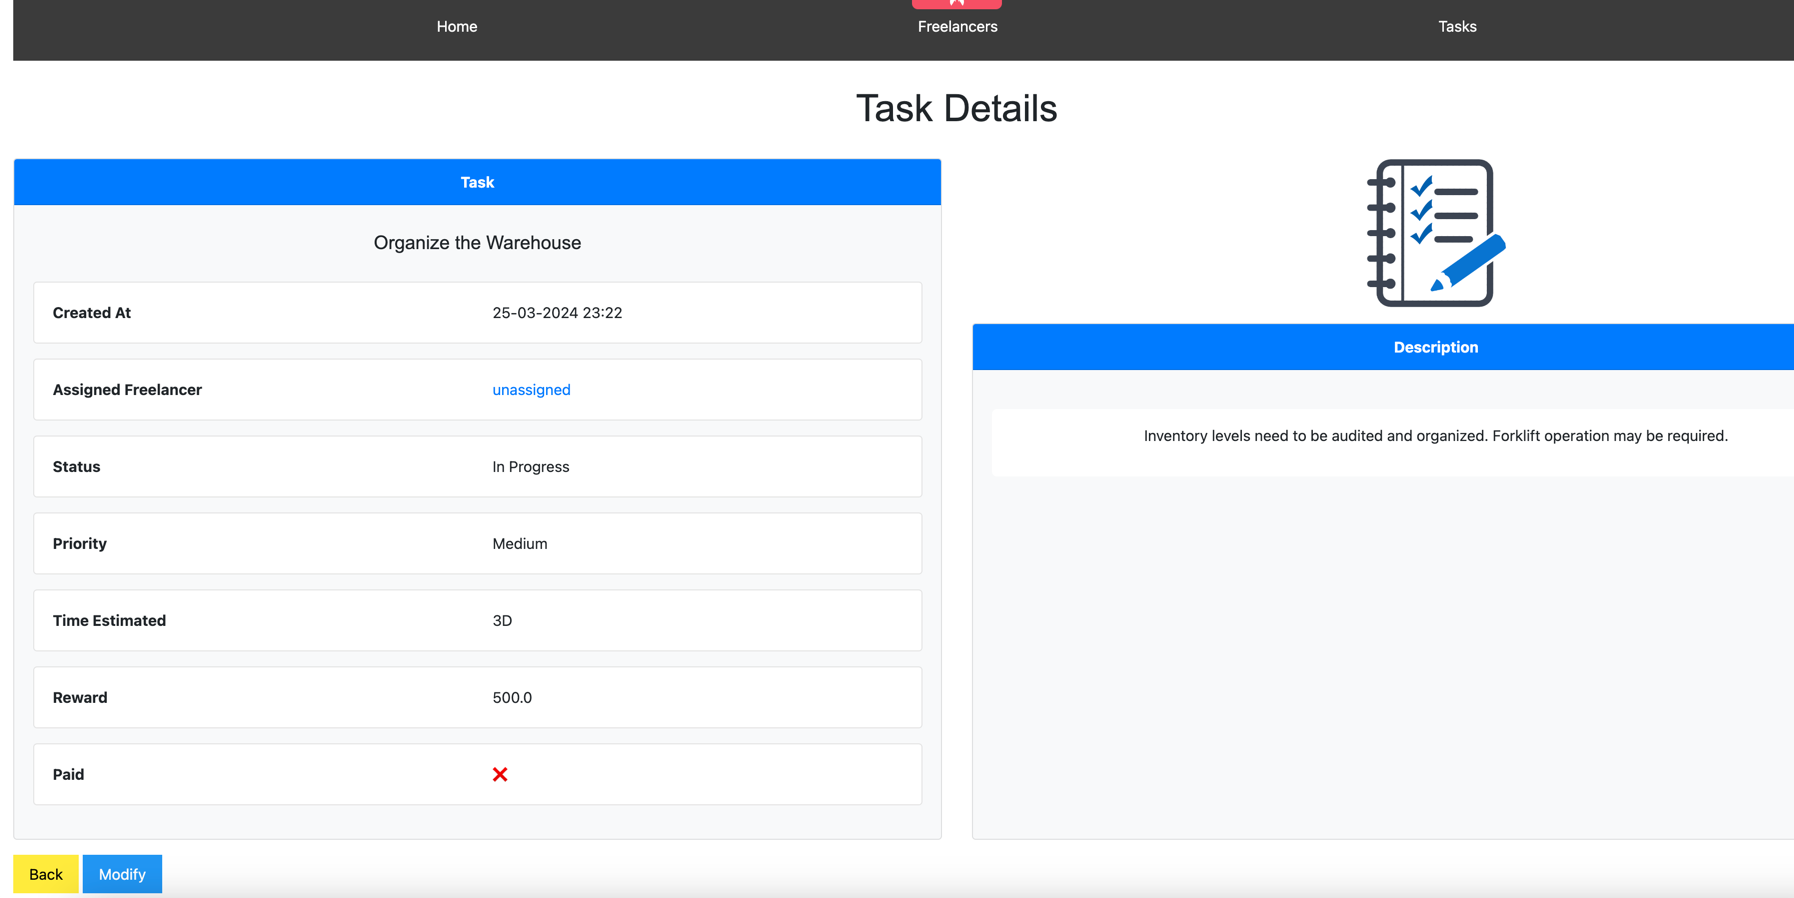 Home
Freelancers
Tasks
Task Details
Task
Organize the Warehouse
Created At 25-03-2024 23:22
Assigned Freelancer unassigned
Status In Progress
Priority Medium
Time Estimated 3D
Reward 500.0
Paid
Description
Inventory levels need to be audited and organized. Forklift operation may be required.
Back
Modify